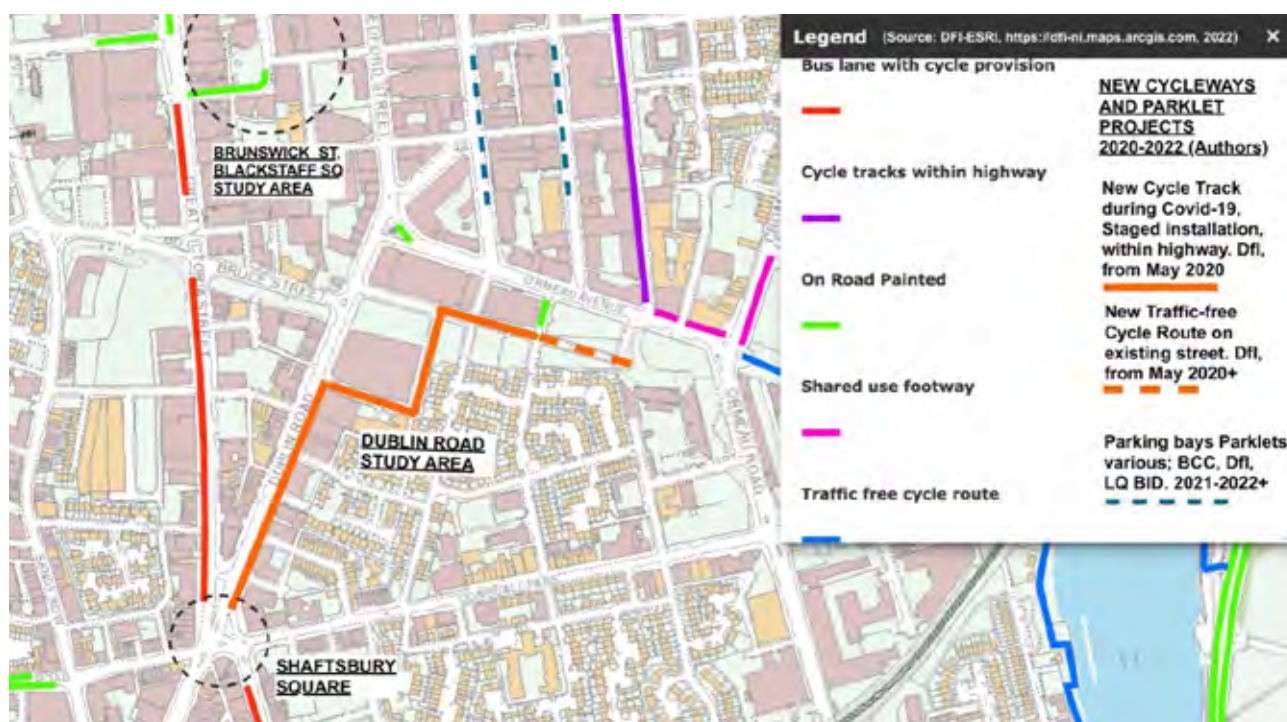 BRUNSWICK ST,
BLACKSTAFF SQ
STUDY AREA
BRUCE STREET
DUBLIN ROAD
DUBLIN ROAD
STUDY AREA
ORMEAU ROAD
SHAFTSBURY
SQUARE
Legend (Source: DFI-ESRI, https://dfi-ni.maps.arcgis.com, 2022) ×
Bus lane with cycle provision
Cycle tracks within highway
On Road Painted
Shared use footway
Traffic free cycle route
NEW CYCLEWAYS
AND PARKLET
PROJECTS
2020-2022 (Authors)
New Cycle Track
during Covid-19,
Staged installation,
within highway. DfI,
from May 2020
New Traffic-free
Cycle Route on
existing street. DfI,
from May 2020+
Parking bays Parklets
various; BCC, DfI,
LQ BID. 2021-2022+